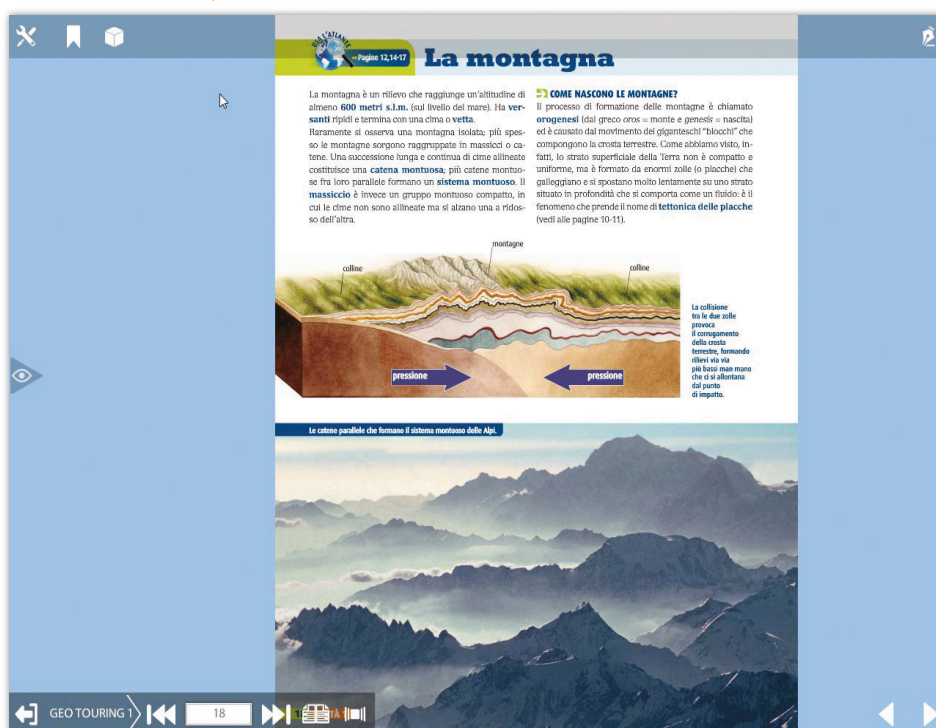 USA L'ATLANTE
Pagine 12,14-17
La montagna
La montagna è un rilievo che raggiunge un'altitudine di
almeno 600 metri s.l.m. (sul livello del mare). Ha ver-
santi ripidi e termina con una cima o vetta.
Raramente si osserva una montagna isolata; più spes-
so le montagne sorgono raggruppate in massicci o ca-
tene. Una successione lunga e continua di cime allineate
costituisce una catena montuosa; più catene montuo-
se fra loro parallele formano un sistema montuoso. Il
massiccio è invece un gruppo montuoso compatto, in
cui le cime non sono allineate ma si alzano una a ridos-
so dell'altra.
COME NASCONO LE MONTAGNE?
Il processo di formazione delle montagne è chiamato
orogenesi (dal greco oros = monte e genesis = nascita)
ed è causato dal movimento dei giganteschi "blocchi" che
compongono la crosta terrestre. Come abbiamo visto, in-
fatti, lo strato superficiale della Terra non è compatto e
uniforme, ma è formato da enormi zolle (o placche) che
galleggiano e si spostano molto lentamente su uno strato
situato in profondità che si comporta come un fluido: è il
fenomeno che prende il nome di tettonica delle placche
(vedi alle pagine 10-11).
montagne
colline
colline
pressione
pressione
La collisione
tra le due zolle
provoca
il corrugamento
della crosta
terrestre, formando
rilievi via via
più bassi man mano
che ci si allontana
dal punto
di impatto.
Le catene parallele che formano il sistema montuoso delle Alpi.
GEO TOURING 1
18